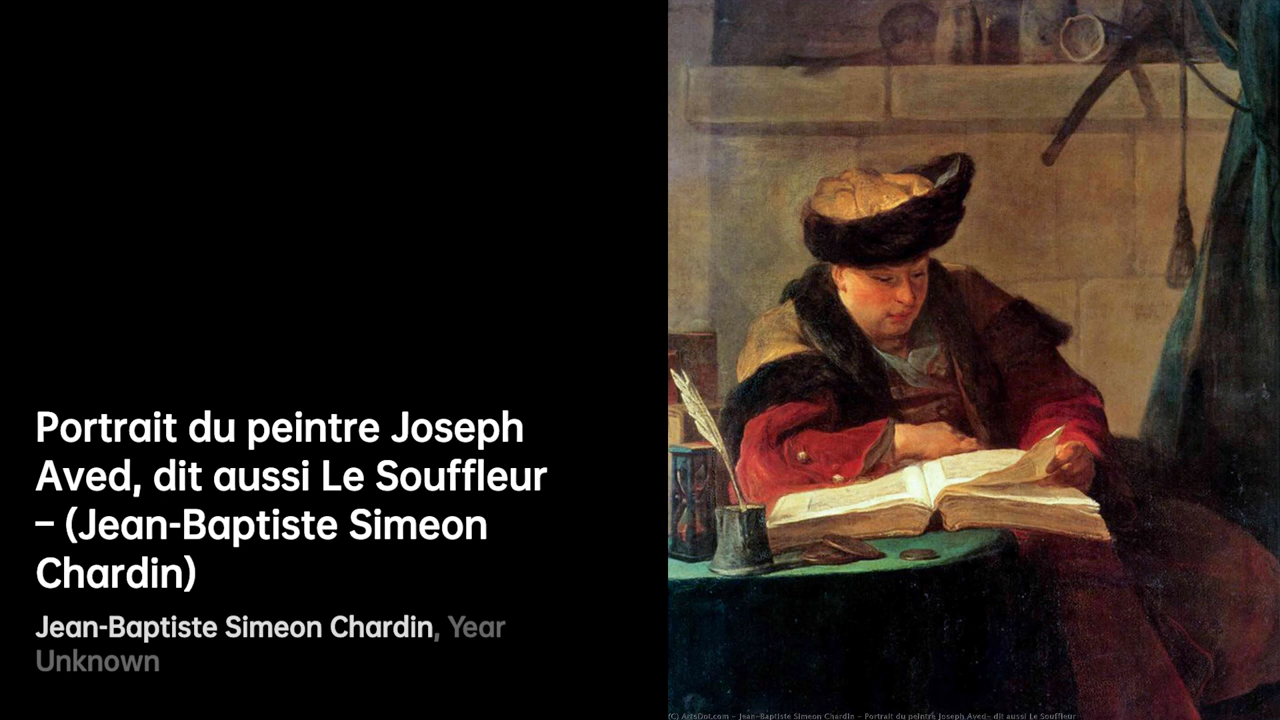 Portrait du peintre Joseph
Aved, dit aussi Le Souffleur
– (Jean-Baptiste Simeon
Chardin)
Jean-Baptiste Simeon Chardin, Year
Unknown
(C) ArtsDot.com - Jean-Baptiste Simeon Chardin - Portrait du peintre Joseph Aved- dit aussi Le Souffleur